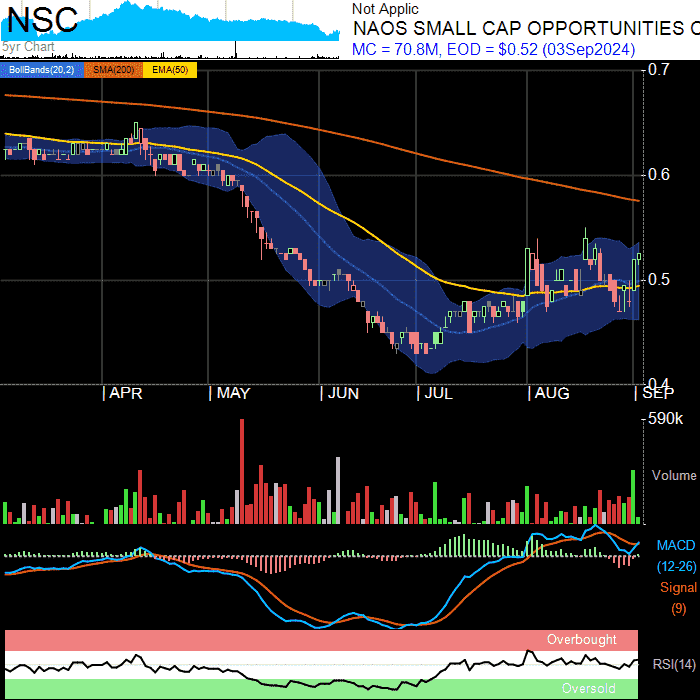 NSC
5yr Chart
Not Applic
NAOS SMALL CAP OPPORTUNITIES C
MC = 70.8M, EOD = $0.52 (03Sep2024)
BollBands(20,2) SMA(200) EMA(50)
0.7
0.6
0.5
0.4
APR MAY JUN JUL AUG SEP
590k
Volume
MACD
(12-26)
Signal
(9)
Overbought
RSI(14)
Oversold